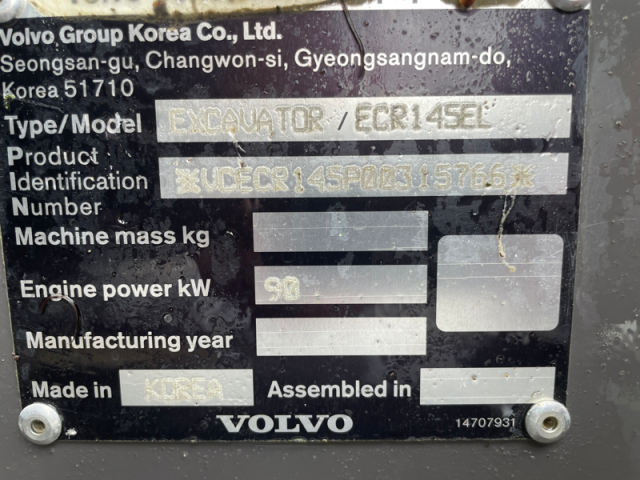 Volvo Group Korea Co., Ltd.
Seongsan-gu, Changwon-si, Gyeongsangnam-do,
Korea 51710
Type/Model EXCAVATOR / ECR145EL
Product
Identification *VCECR145P00315766*
Number
Machine mass kg
Engine power kW 90
Manufacturing year
Made in KOREA Assembled in
VOLVO 14707931